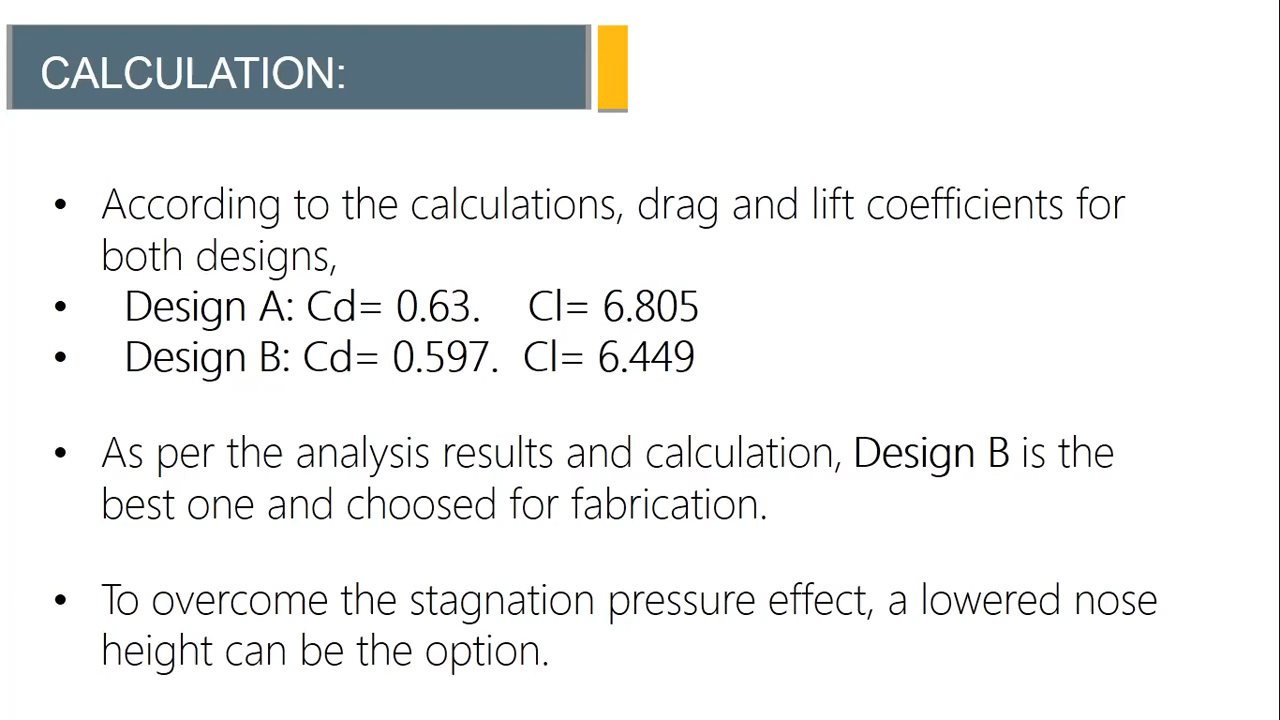 CALCULATION:
• According to the calculations, drag and lift coefficients for
both designs,
• Design A: Cd= 0.63. Cl= 6.805
• Design B: Cd= 0.597. Cl= 6.449
• As per the analysis results and calculation, Design B is the
best one and choosed for fabrication.
• To overcome the stagnation pressure effect, a lowered nose
height can be the option.